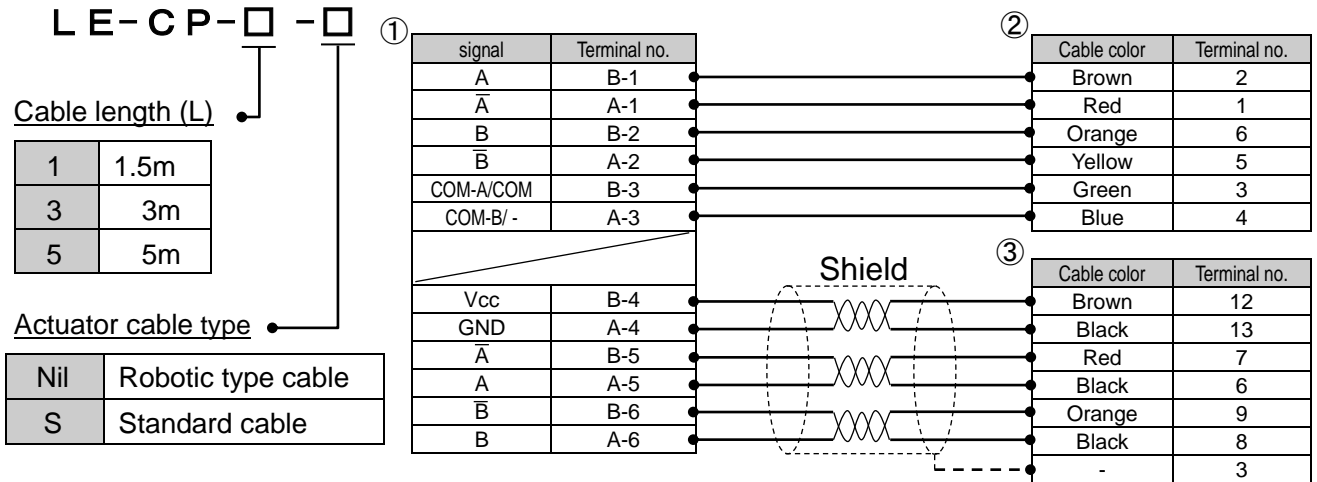 LE-CP-□ -□
Cable length (L)
1 1.5m
3 3m
5 5m
Actuator cable type
Nil Robotic type cable
S Standard cable
①
signal Terminal no.
A B-1
A̅ A-1
B B-2
B̅ A-2
COM-A/COM B-3
COM-B/ - A-3
Vcc B-4
GND A-4
A̅ B-5
A A-5
B̅ B-6
B A-6
Shield
②
Cable color Terminal no.
Brown 2
Red 1
Orange 6
Yellow 5
Green 3
Blue 4
③
Cable color Terminal no.
Brown 12
Black 13
Red 7
Black 6
Orange 9
Black 8
- 3